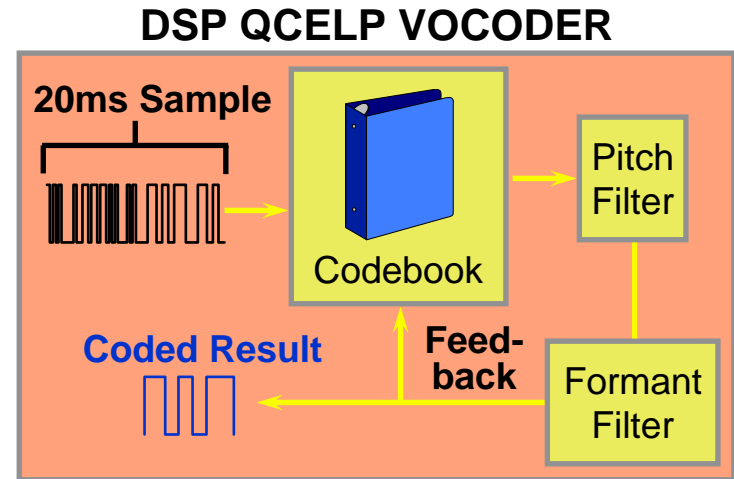 DSP QCELP VOCODER
20ms Sample
Codebook
Pitch
Filter
Feed-
back
Coded Result
Formant
Filter